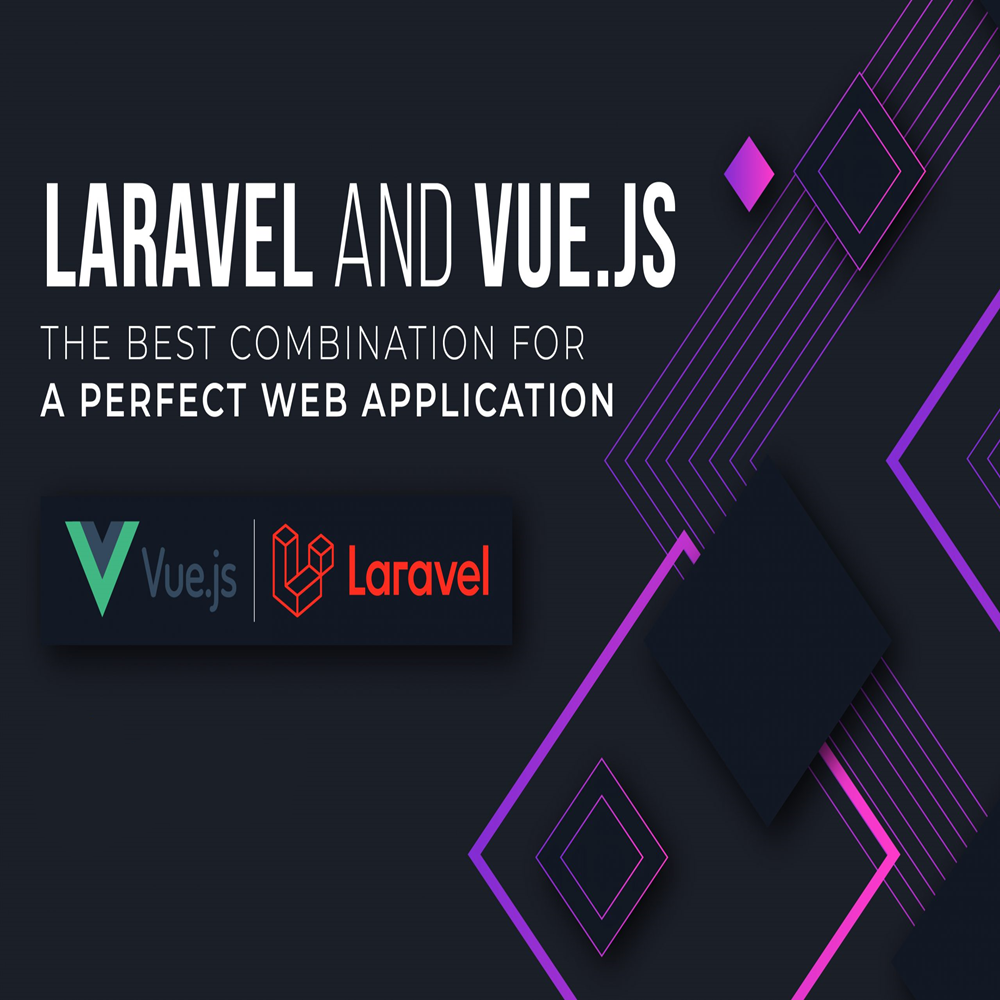 LARAVEL AND VUE.JS
THE BEST COMBINATION FOR
A PERFECT WEB APPLICATION
Vue.js
Laravel